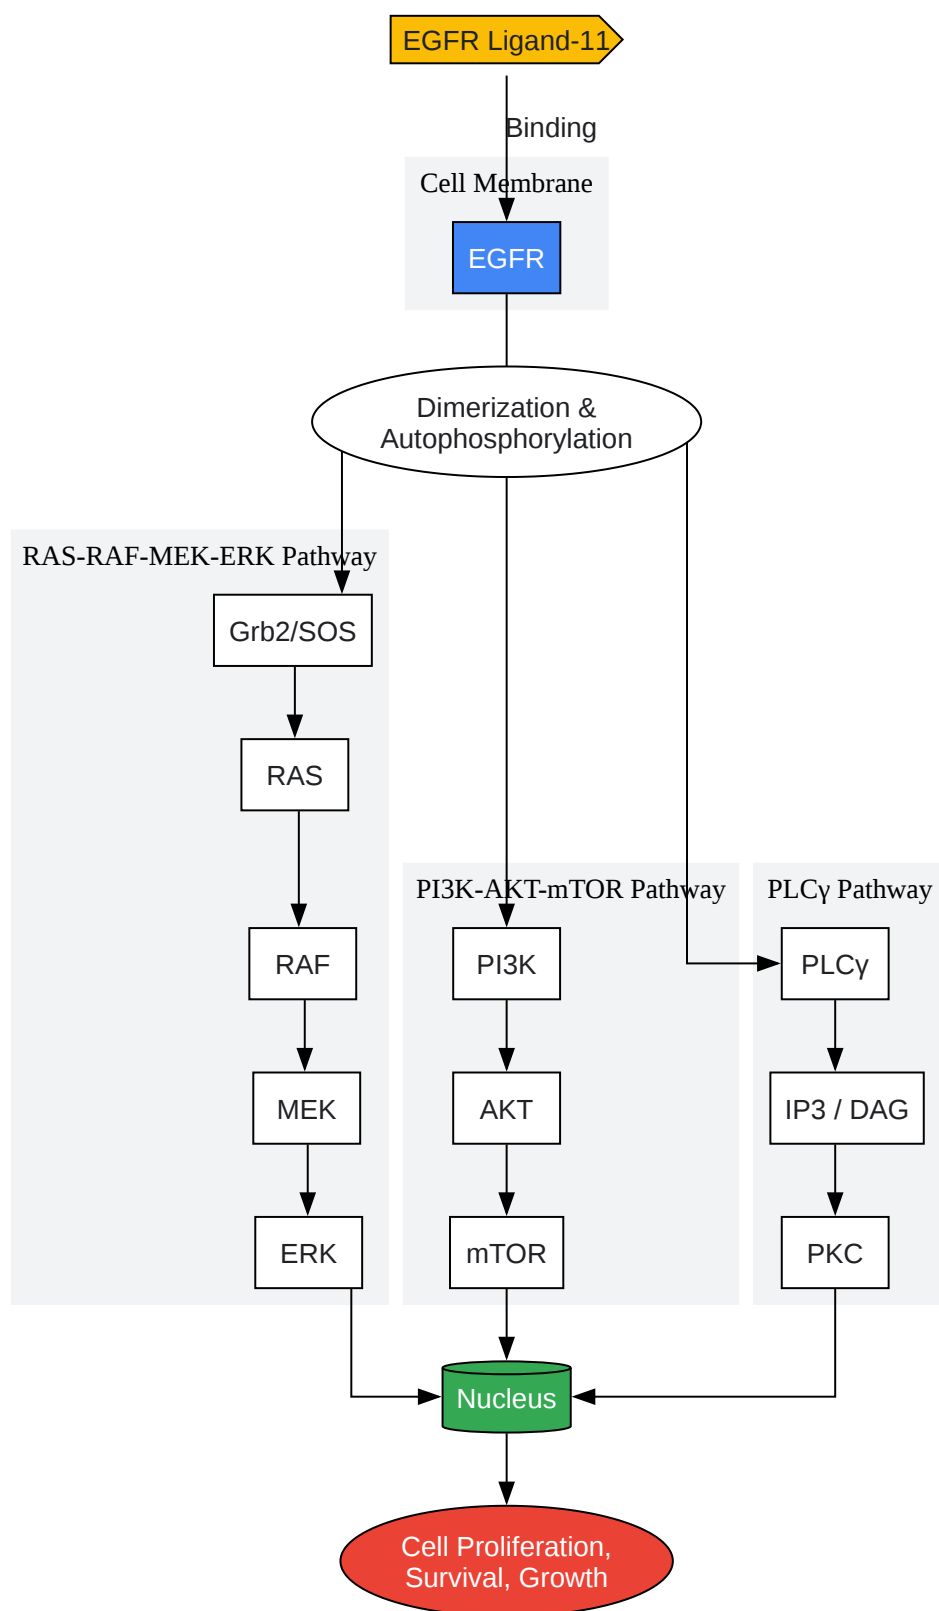 EGFR Ligand-11
Binding
Cell Membrane
EGFR
Dimerization &
Autophosphorylation
RAS-RAF-MEK-ERK Pathway
Grb2/SOS
RAS
RAF
MEK
ERK
PI3K-AKT-mTOR Pathway
PI3K
AKT
mTOR
PLCγ Pathway
PLCγ
IP3 / DAG
PKC
Nucleus
Cell Proliferation,
Survival, Growth